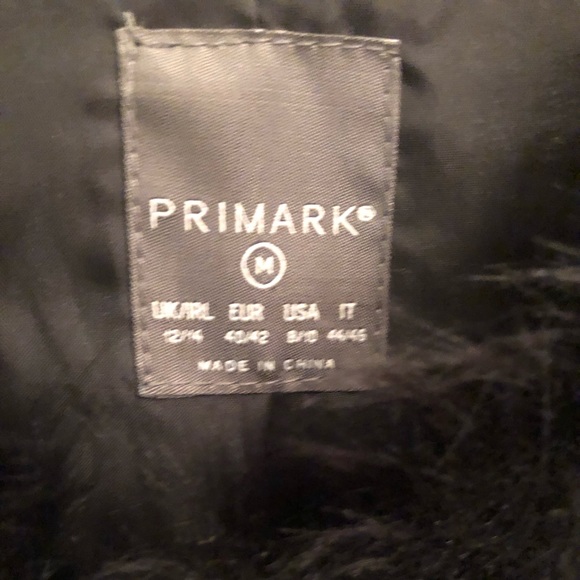 PRIMARK®
M
UK/IRL EUR USA IT
12/14 40/42 8/10 44/46
MADE IN CHINA